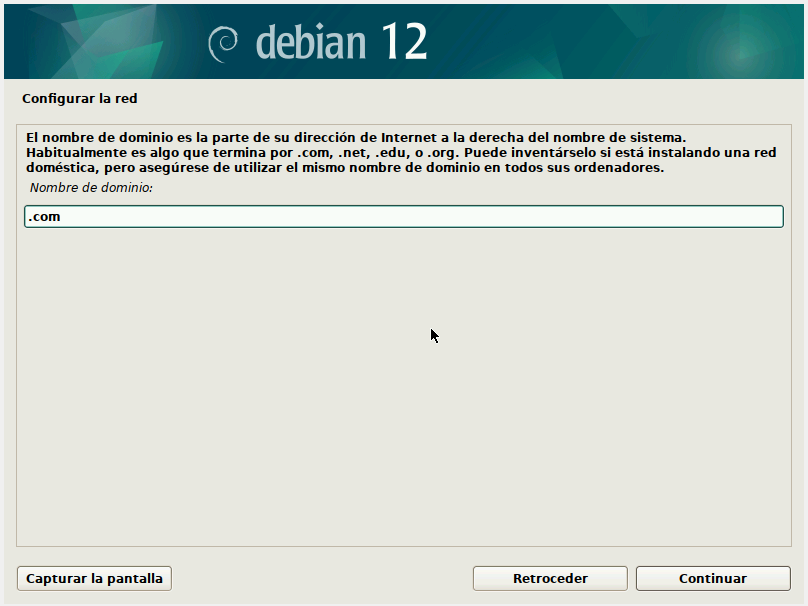 debian 12
Configurar la red
El nombre de dominio es la parte de su dirección de Internet a la derecha del nombre de sistema.
Habitualmente es algo que termina por .com, .net, .edu, o .org. Puede inventárselo si está instalando una red
doméstica, pero asegúrese de utilizar el mismo nombre de dominio en todos sus ordenadores.
Nombre de dominio:
.com
Capturar la pantalla
Retroceder
Continuar